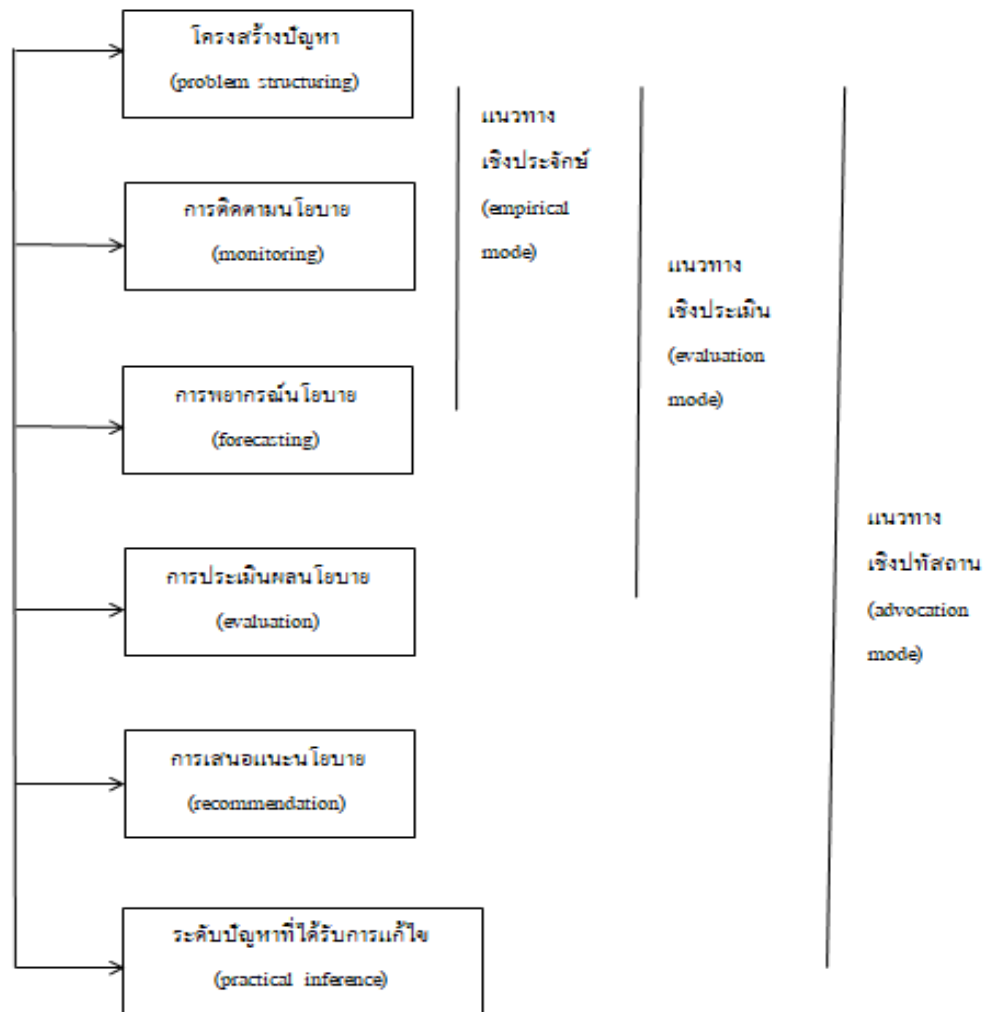 โครงสร้างปัญหา
(problem structuring)
แนวทาง
เชิงประจักษ์
(empirical
mode)
การติดตามนโยบาย
(monitoring)
แนวทาง
เชิงประเมิน
(evaluation
mode)
การพยากรณ์นโยบาย
(forecasting)
แนวทาง
เชิงปทัสถาน
(advocation
mode)
การประเมินผลนโยบาย
(evaluation)
การเสนอแนะนโยบาย
(recommendation)
ระดับปัญหาที่ได้รับการแก้ไข
(practical inference)